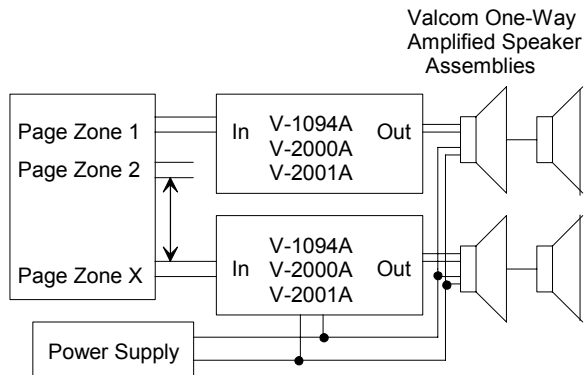 Valcom One-Way
Amplified Speaker
Assemblies
Page Zone 1
In
V-1094A
V-2000A
V-2001A
Out
Page Zone 2
Page Zone X
In
V-1094A
V-2000A
V-2001A
Out
Power Supply